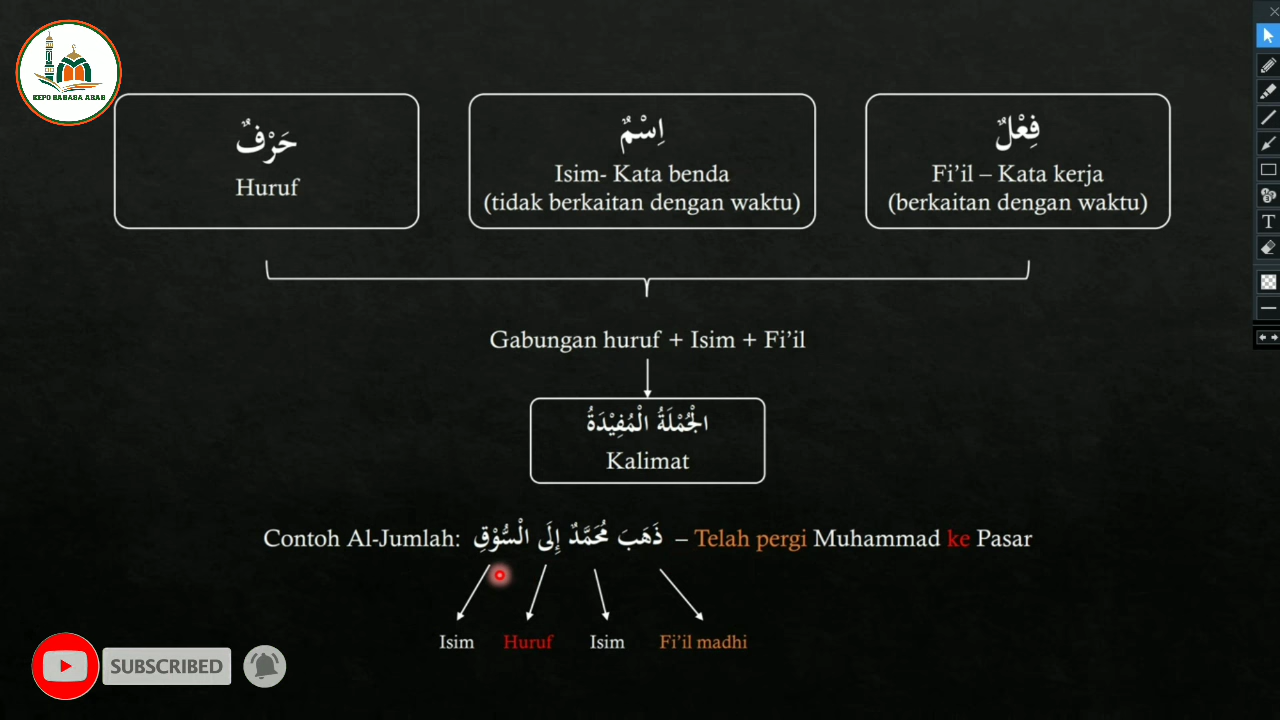 KEPO BAHASA ARAB
حَرْفٌ
Huruf
اِسْمٌ
Isim- Kata benda
(tidak berkaitan dengan waktu)
فِعْلٌ
Fi’il – Kata kerja
(berkaitan dengan waktu)
Gabungan huruf + Isim + Fi’il
الْجُمْلَةُ الْمُفِيْدَةُ
Kalimat
Contoh Al-Jumlah: ذَهَبَ مُحَمَّدٌ إِلَى الْسُّوْقِ – Telah pergi Muhammad ke Pasar
Isim Huruf Isim Fi’il madhi
SUBSCRIBED